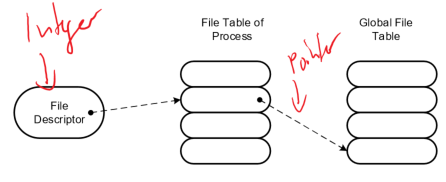 Integer
File Table of
Process
Global File
Table
Pointer
File
Descriptor